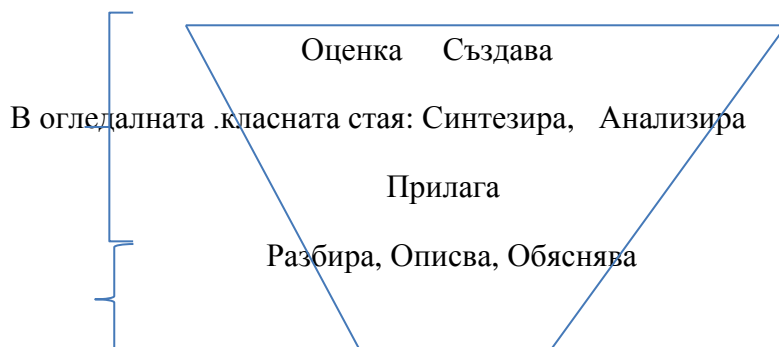 Оценка Създава
В огледалната .класната стая: Синтезира, Анализира
Прилага
Разбира, Описва, Обяснява